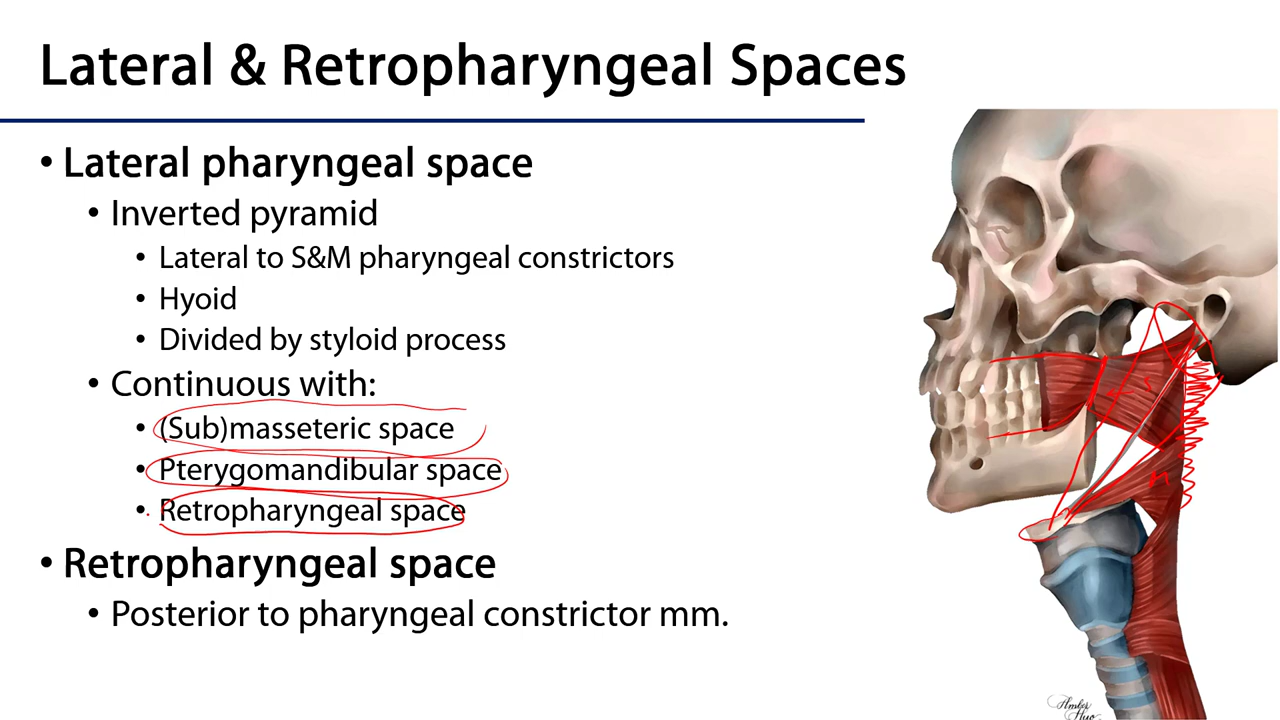 Lateral & Retropharyngeal Spaces
• Lateral pharyngeal space
• Inverted pyramid
• Lateral to S&M pharyngeal constrictors
• Hyoid
• Divided by styloid process
• Continuous with:
• (Sub)masseteric space
• Pterygomandibular space
• Retropharyngeal space
• Retropharyngeal space
• Posterior to pharyngeal constrictor mm.
S
M
Amber